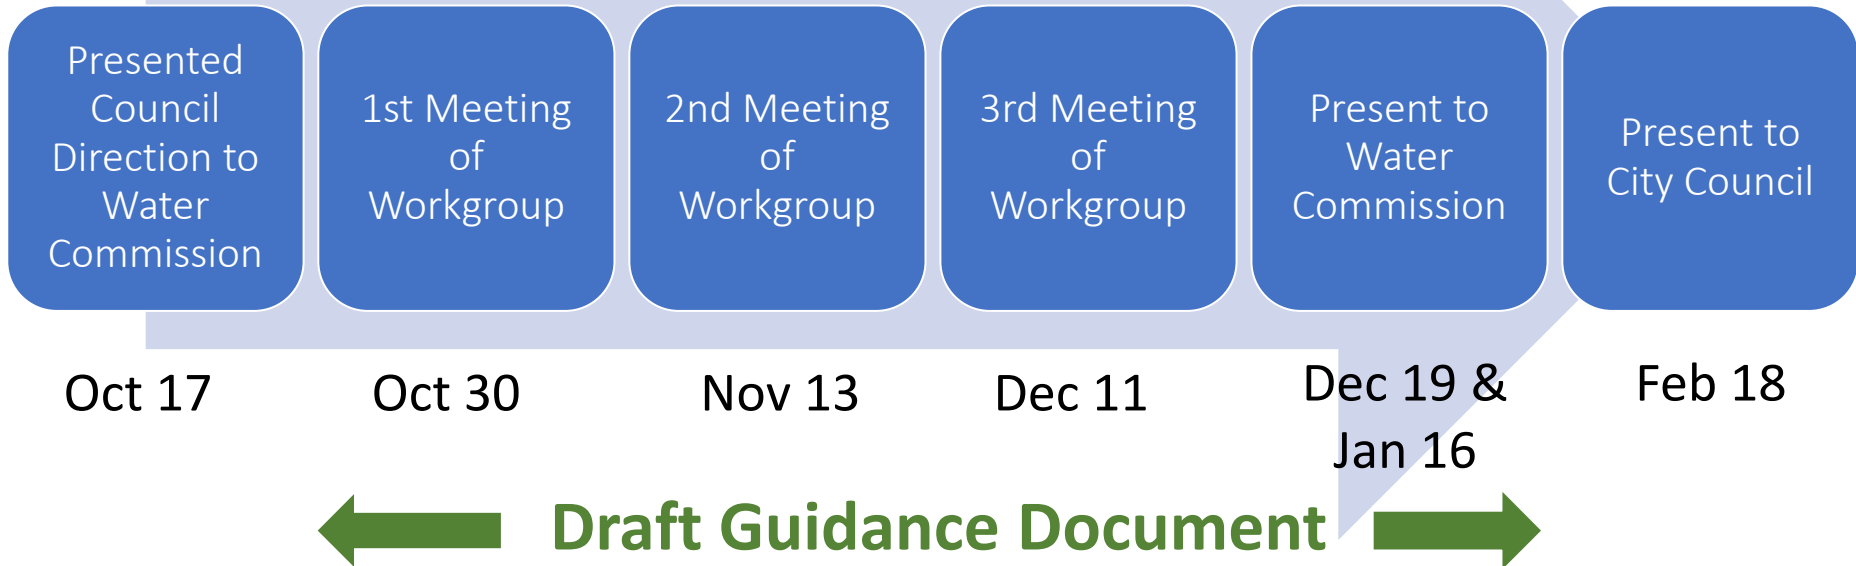 Presented
Council
Direction to
Water
Commission
1st Meeting
of
Workgroup
2nd Meeting
of
Workgroup
3rd Meeting
of
Workgroup
Present to
Water
Commission
Present to
City Council
Oct 17
Oct 30
Nov 13
Dec 11
Dec 19 &
Jan 16
Feb 18
Draft Guidance Document